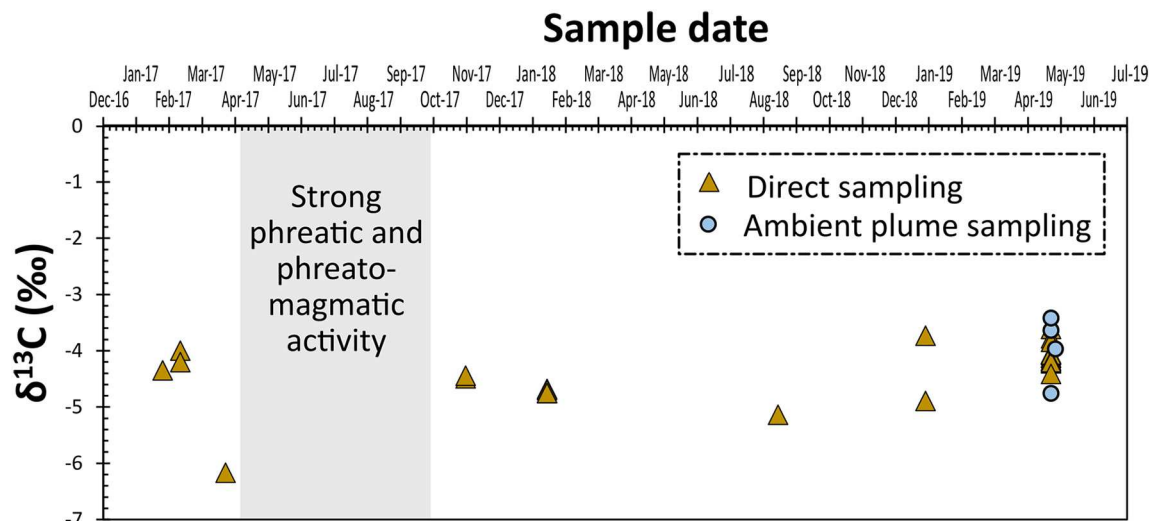 Sample date
Jan-17 Mar-17 May-17 Jul-17 Sep-17 Nov-17 Jan-18 Mar-18 May-18 Jul-18 Sep-18 Nov-18 Jan-19 Mar-19 May-19 Jul-19
Dec-16 Feb-17 Apr-17 Jun-17 Aug-17 Oct-17 Dec-17 Feb-18 Apr-18 Jun-18 Aug-18 Oct-18 Dec-18 Feb-19 Apr-19 Jun-19
0
-1
-2
-3
-4
-5
-6
-7
δ¹³C (‰)
Strong
phreatic and
phreato-
magmatic
activity
Direct sampling
Ambient plume sampling